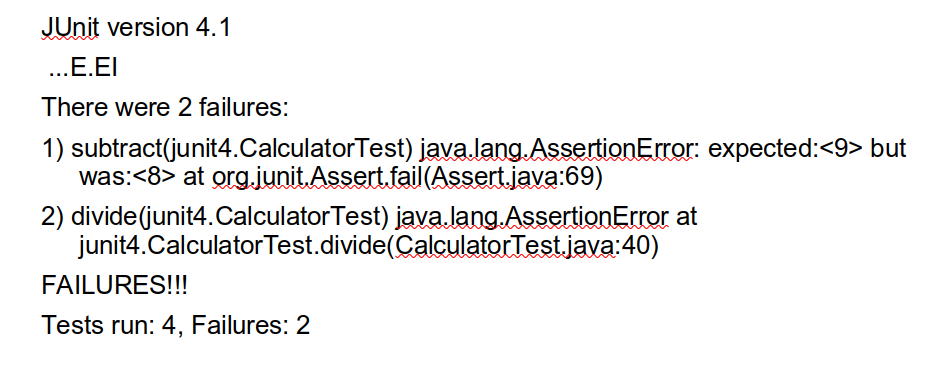 JUnit version 4.1
...E.EI
There were 2 failures:
1) subtract(junit4.CalculatorTest) java.lang.AssertionError: expected:<9> but
was:<8> at org.junit.Assert.fail(Assert.java:69)
2) divide(junit4.CalculatorTest) java.lang.AssertionError at
junit4.CalculatorTest.divide(CalculatorTest.java:40)
FAILURES!!!
Tests run: 4, Failures: 2